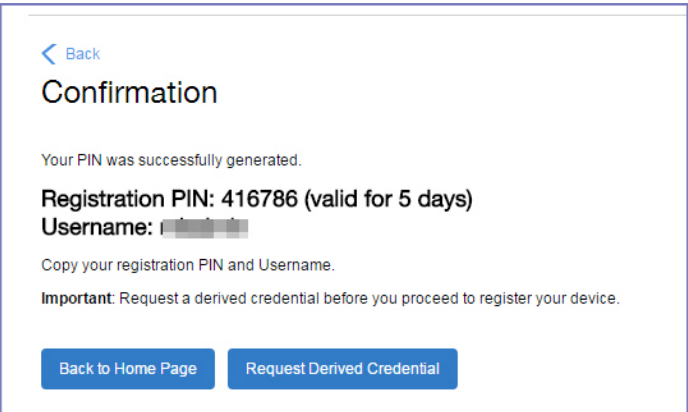 Back
Confirmation
Your PIN was successfully generated.
Registration PIN: 416786 (valid for 5 days)
Username:
Copy your registration PIN and Username.
Important: Request a derived credential before you proceed to register your device.
Back to Home Page
Request Derived Credential